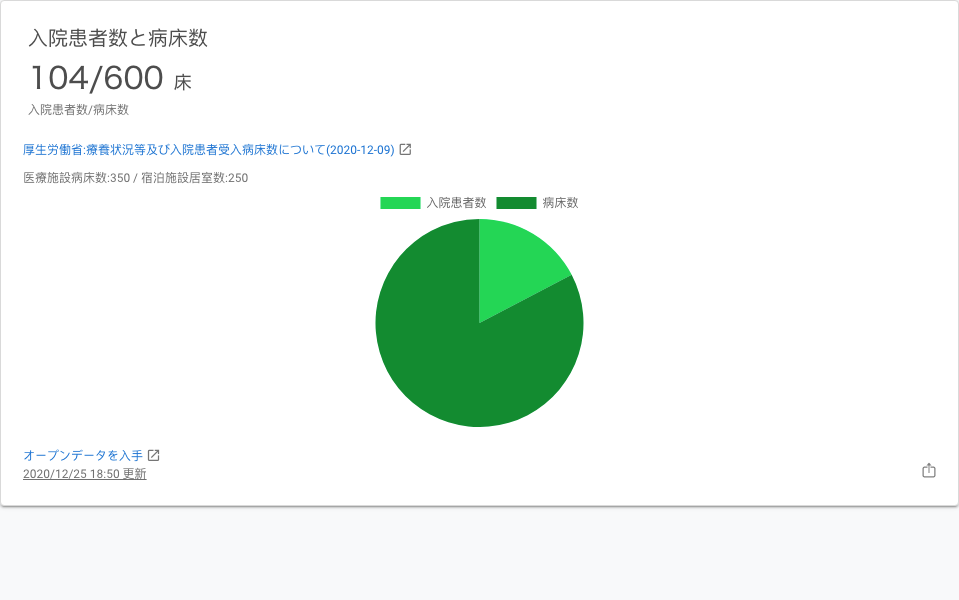 入院患者数と病床数
104/600 床
入院患者数/病床数
厚生労働省:療養状況等及び入院患者受入病床数について(2020-12-09)
医療施設病床数:350 / 宿泊施設居室数:250
入院患者数 病床数
オープンデータを入手
2020/12/25 18:50 更新